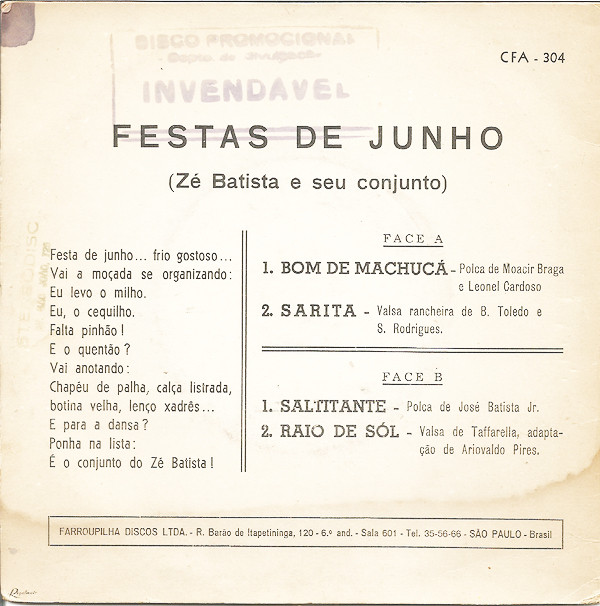 DISCO PROMOCIONAL
INVENDÁVEL
CFA - 304
FESTAS DE JUNHO
(Zé Batista e seu conjunto)
Festa de junho... frio gostoso...
Vai a moçada se organizando:
Eu levo o milho.
Eu, o cequilho.
Falta pinhão!
E o quentão?
Vai anotando:
Chapéu de palha, calça listrada,
botina velha, lenço xadrês...
E para a dansa?
Ponha na lista:
É o conjunto do Zé Batista!
FACE A
1. BOM DE MACHUCÁ - Polca de Moacir Braga
e Leonel Cardoso
2. SARITA - Valsa rancheira de B. Toledo e
S. Rodrigues.
FACE B
1. SALTITANTE - Polca de José Batista Jr.
2. RAIO DE SÓL - Valsa de Taffarella, adapta-
ção de Ariovaldo Pires.
FARROUPILHA DISCOS LTDA. - R. Barão de Itapetininga, 120 - 6.º and. - Sala 601 - Tel. 35-56-66 - SÃO PAULO - Brasil